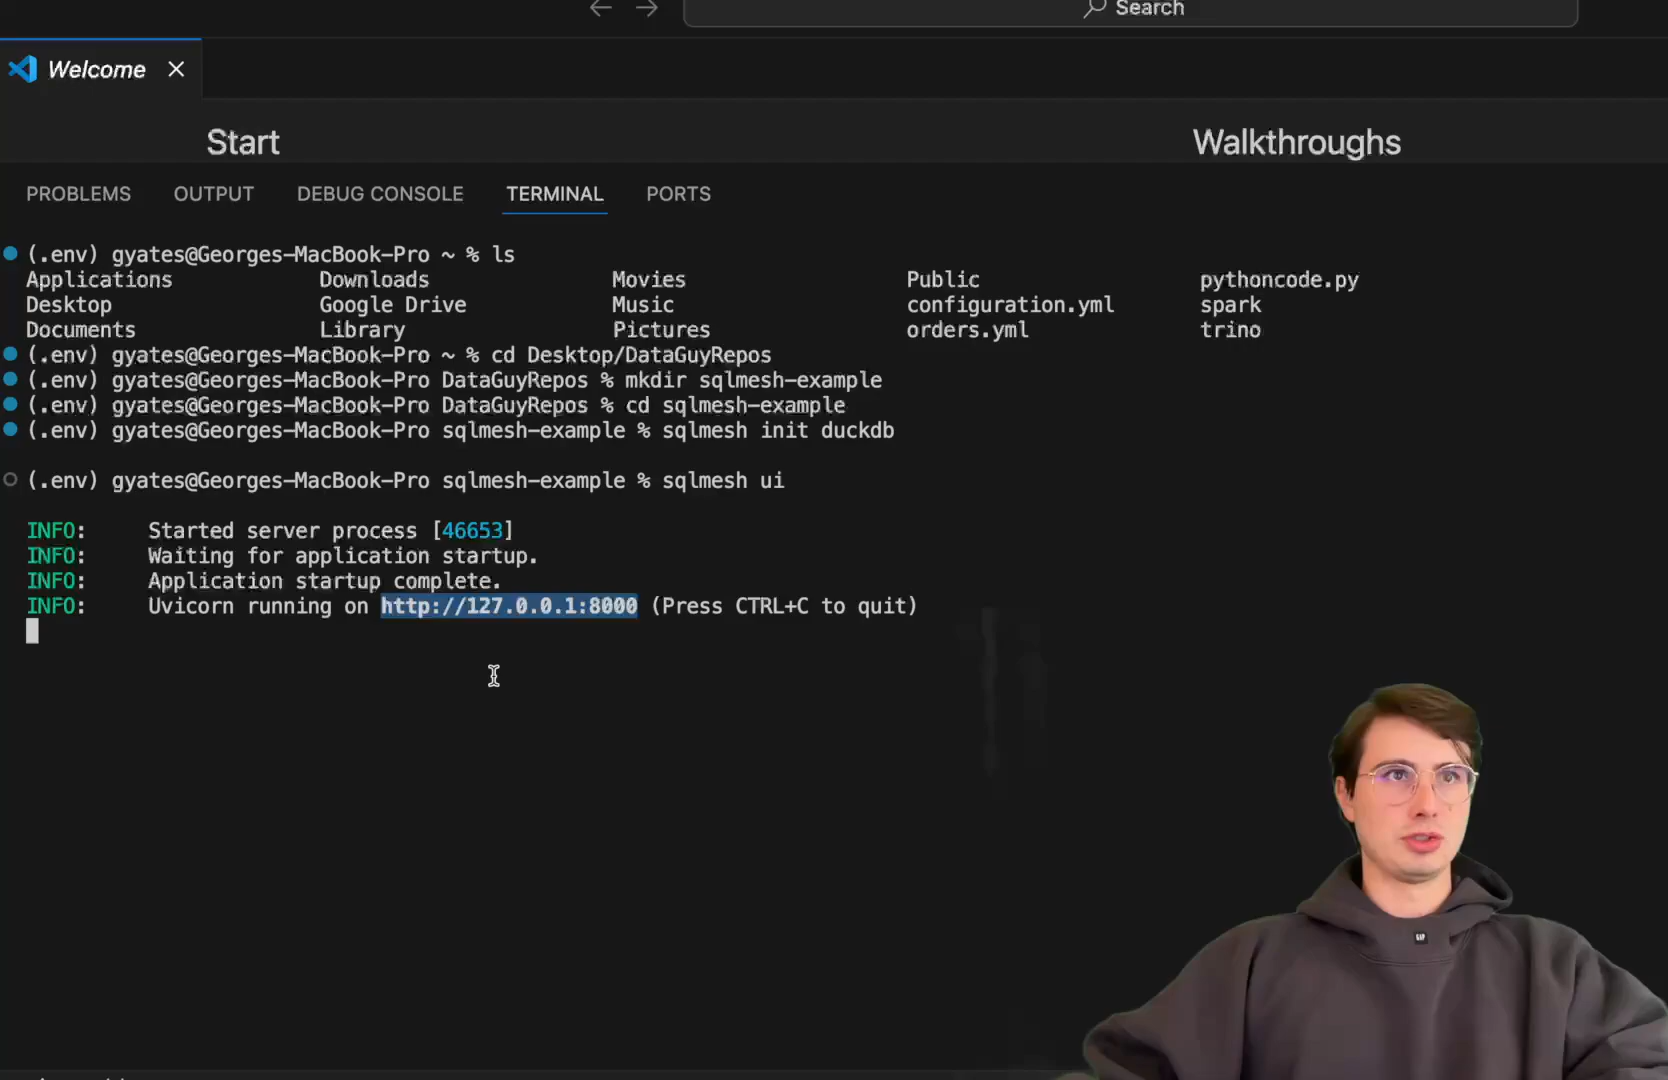 Search
Welcome
Start
Walkthroughs
PROBLEMS OUTPUT DEBUG CONSOLE TERMINAL PORTS
(.env) gyates@Georges-MacBook-Pro ~ % ls
Applications Downloads Movies Public pythoncode.py
Desktop Google Drive Music configuration.yml spark
Documents Library Pictures orders.yml trino
(.env) gyates@Georges-MacBook-Pro ~ % cd Desktop/DataGuyRepos
(.env) gyates@Georges-MacBook-Pro DataGuyRepos % mkdir sqlmesh-example
(.env) gyates@Georges-MacBook-Pro DataGuyRepos % cd sqlmesh-example
(.env) gyates@Georges-MacBook-Pro sqlmesh-example % sqlmesh init duckdb
(.env) gyates@Georges-MacBook-Pro sqlmesh-example % sqlmesh ui
INFO: Started server process [46653]
INFO: Waiting for application startup.
INFO: Application startup complete.
INFO: Uvicorn running on http://127.0.0.1:8000 (Press CTRL+C to quit)
GAP